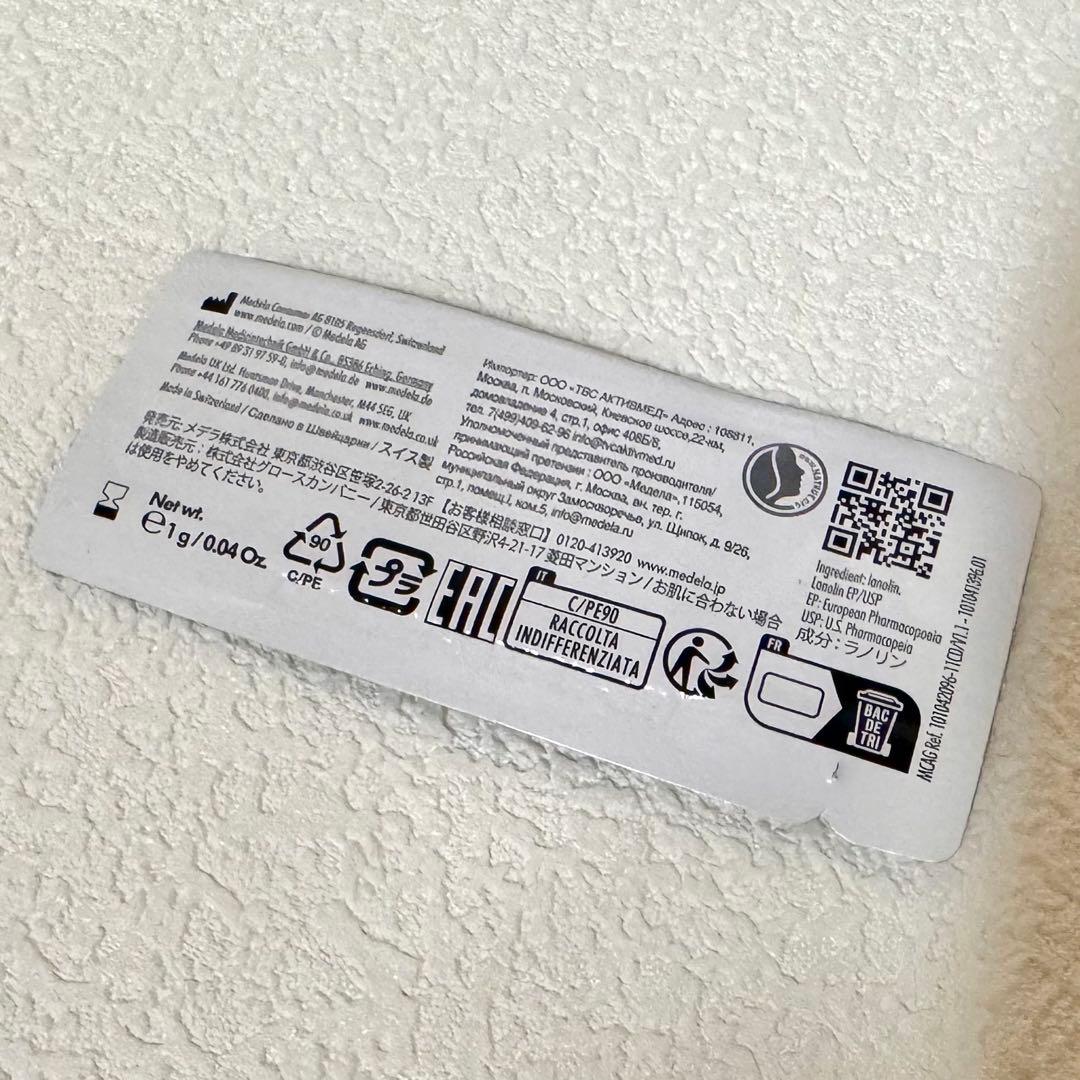 Medela Consumer AG 8105 Regensdorf, Switzerland
www.medela.com / © Medela AG
Medela Medizintechnik GmbH & Co., 85386 Eching, Germany
Phone +49 89 31 97 59-0, info@medela.de www.medela.de
Medela UK Ltd. Huntsman Drive, Manchester, M44 5EG, UK
Phone +44 161 776 0400, info@medela.co.uk www.medela.co.uk
Made in Switzerland / Сделано в Швейцарии / スイス製
Импортер: ООО «ТВС АКТИВМЕД» Адрес : 108811,
Москва, п. Московский, Киевское шоссе,22-км,
домовладение 4, стр.1, офис 408Б/8,
тел. 7(499)409-62-96 info@tvcaktivmed.ru
Уполномоченный представитель производителя/
принимающий претензии : ООО «Медела», 115054,
Российская Федерация, г. Москва, вн. тер. г.
муниципальный округ Замоскворечье, ул. Щипок, д. 9/26,
стр.1, помещ.I, ком.5, info@medela.ru
発売元: メデラ株式会社 東京都渋谷区笹塚2-26-2 13F 【お客様相談窓口】 0120-413920 www.medela.jp
製造販売元 : 株式会社グロースカンパニー / 東京都世田谷区野沢4-21-17 菱田マンション / お肌に合わない場合
は使用をやめてください。
Net wt.
℮ 1 g / 0.04 Oz
90
C/PE
EAC
IT
C/PE90
RACCOLTA
INDIFFERENZIATA
FR
BAC
DE
TRI
Ingredient: lanolin.
Lanolin EP/USP
EP: European Pharmacopoeia
USP: U.S. Pharmacopeia
成分 : ラノリン
MCAG Ref. 101042096-11CD/V1.1 - 101041396.01